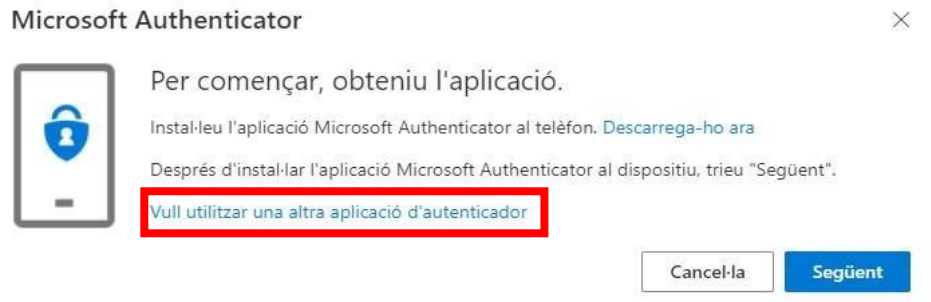 Microsoft Authenticator
Per començar, obteniu l'aplicació.
Instal·leu l'aplicació Microsoft Authenticator al telèfon. Descarrega-ho ara
Després d'instal·lar l'aplicació Microsoft Authenticator al dispositiu, trieu "Següent".
Vull utilitzar una altra aplicació d'autenticador
Cancel·la
Següent